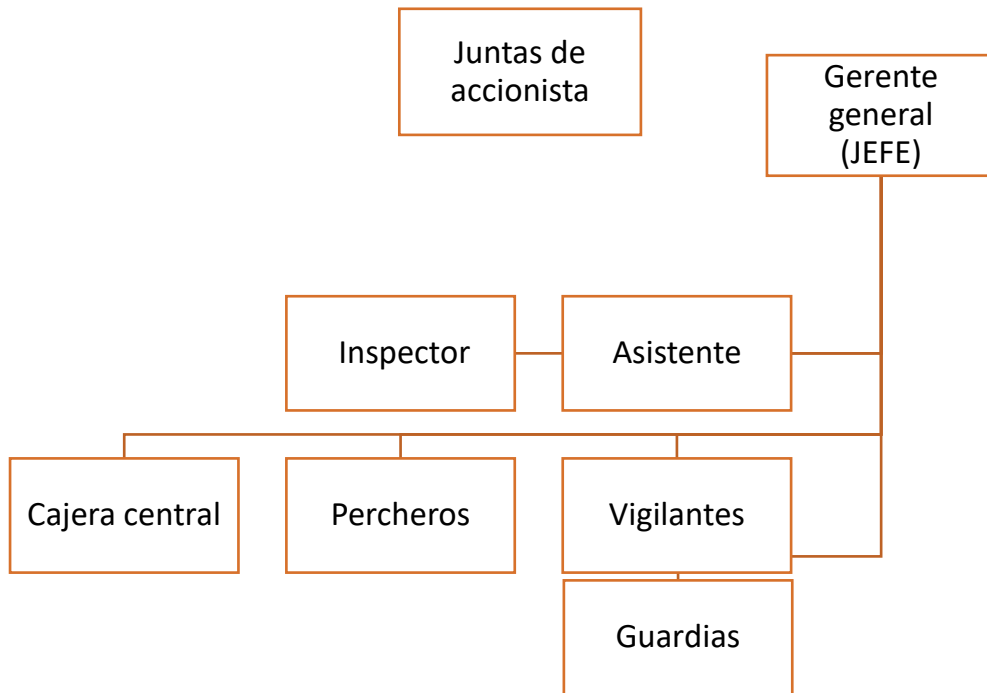 Juntas de
accionista
Gerente
general
(JEFE)
Inspector
Asistente
Cajera central
Percheros
Vigilantes
Guardias